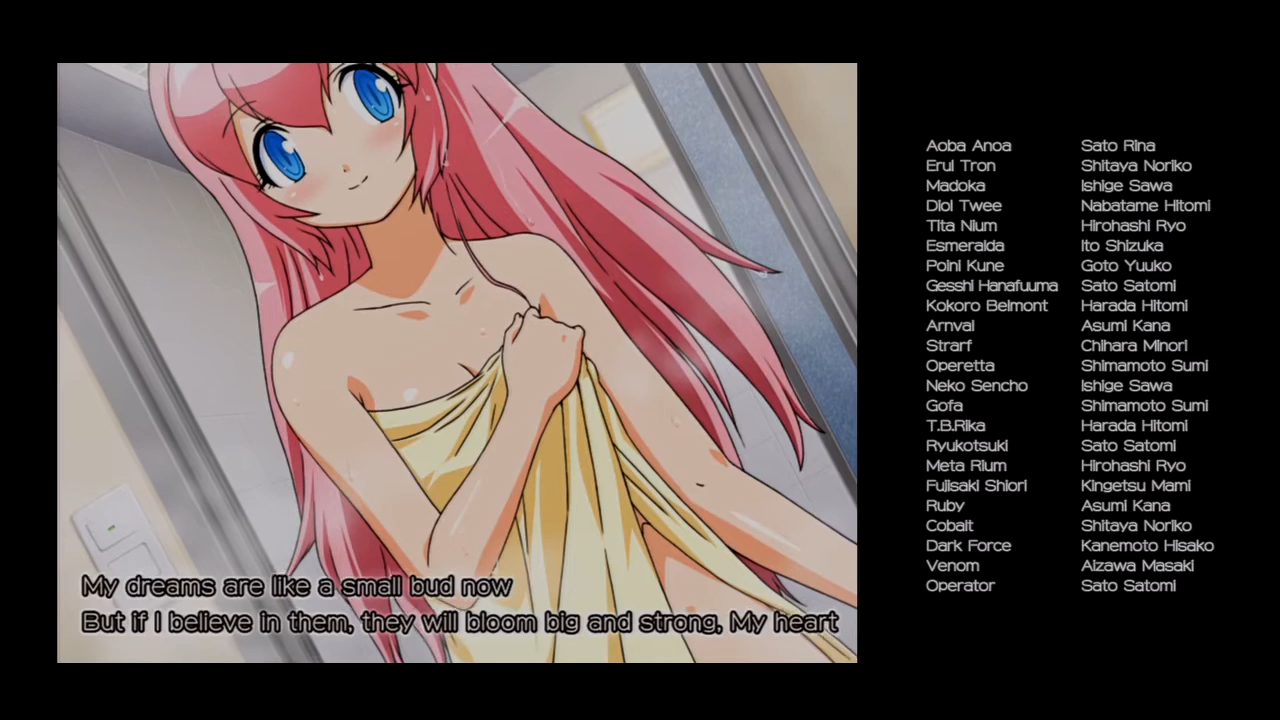 My dreams are like a small bud now
But if I believe in them, they will bloom big and strong, My heart
Aoba Anoa Sato Rina
Erul Tron Shitaya Noriko
Madoka Ishige Sawa
Diol Twee Nabatame Hitomi
Tita Nium Hirohashi Ryo
Esmeralda Ito Shizuka
Poini Kune Goto Yuuko
Gesshi Hanafuuma Sato Satomi
Kokoro Belmont Harada Hitomi
Arnval Asumi Kana
Strarf Chihara Minori
Operetta Shimamoto Sumi
Neko Sencho Ishige Sawa
Gofa Shimamoto Sumi
T.B.Rika Harada Hitomi
Ryukotsuki Sato Satomi
Meta Rium Hirohashi Ryo
Fujisaki Shiori Kingetsu Mami
Ruby Asumi Kana
Cobalt Shitaya Noriko
Dark Force Kanemoto Hisako
Venom Aizawa Masaki
Operator Sato Satomi